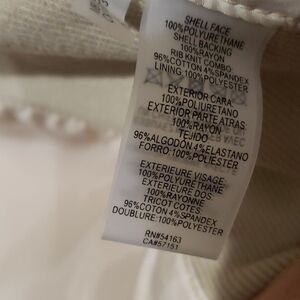 SHELL FACE
100%POLYURETHANE
SHELL BACKING
100%RAYON
RIB KNIT COMBO:
96%COTTON 4%SPANDEX
LINING:100%POLYESTER
EXTERIOR CARA
100%POLIURETANO
EXTERIOR PARTE ATRAS:
100%RAYON
TEJIDO
96%ALGODON 4%ELASTANO
FORRO:100%POLIESTER
EXTERIEURE VISAGE
100%POLYURETHANE
EXTERIEURE DOS
100%RAYONNE
TRICOT COTES:
96%COTON 4%SPANDEX
DOUBLURE:100%POLYESTER
RN#54163
CA#57151